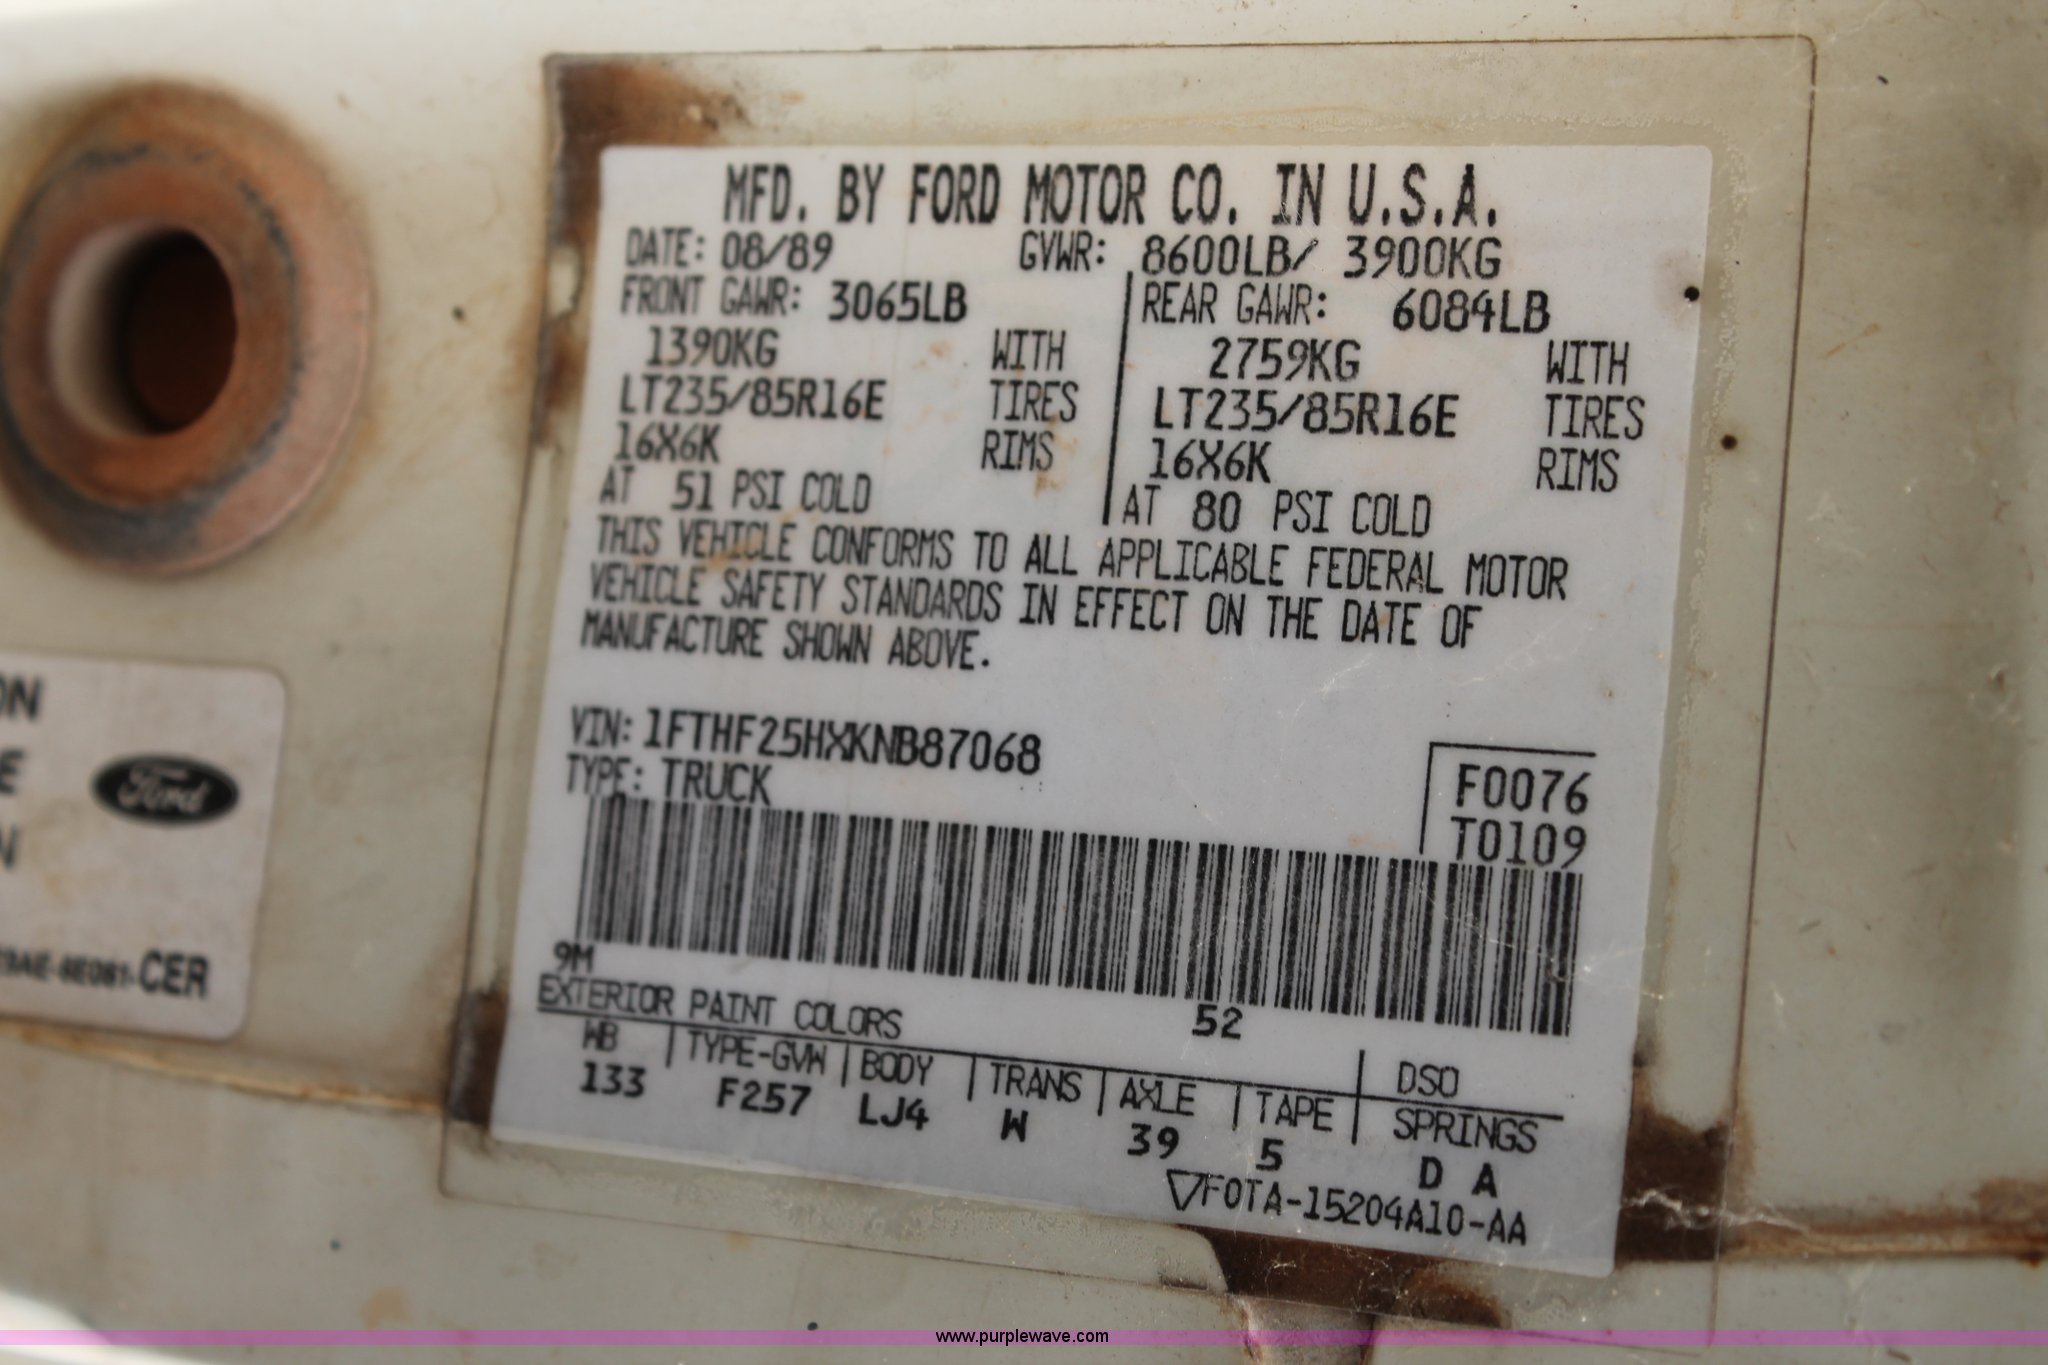 MFD. BY FORD MOTOR CO. IN U.S.A.
DATE: 08/89 GVWR: 8600LB/ 3900KG
FRONT GAWR: 3065LB REAR GAWR: 6084LB
1390KG WITH 2759KG WITH
LT235/85R16E TIRES LT235/85R16E TIRES
16X6K RIMS 16X6K RIMS
AT 51 PSI COLD AT 80 PSI COLD
THIS VEHICLE CONFORMS TO ALL APPLICABLE FEDERAL MOTOR
VEHICLE SAFETY STANDARDS IN EFFECT ON THE DATE OF
MANUFACTURE SHOWN ABOVE.
VIN: 1FTHF25HXKNB87068
TYPE: TRUCK
F0076
T0109
9M
52
EXTERIOR PAINT COLORS DSO
WB TYPE-GVW BODY TRANS AXLE TAPE SPRINGS
133 F257 LJ4 W 39 5 D A
▽F0TA-15204A10-AA
ON
E
N
Ford
CER
www.purplewave.com